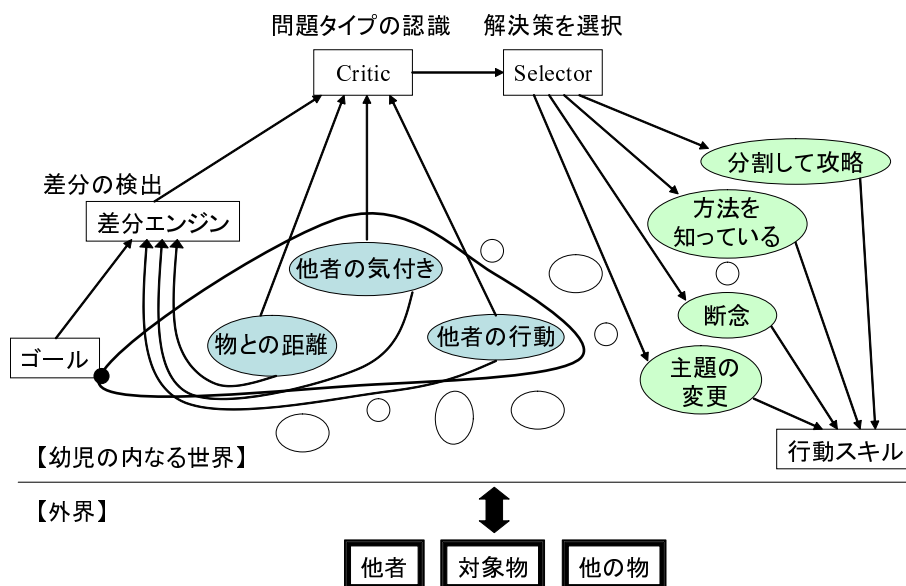 問題タイプの認識
解決策を選択
Critic
Selector
分割して攻略
差分の検出
方法を
知っている
差分エンジン
他者の気付き
断念
物との距離
他者の行動
ゴール
主題の
変更
行動スキル
【幼児の内なる世界】
【外界】
他者
対象物
他の物